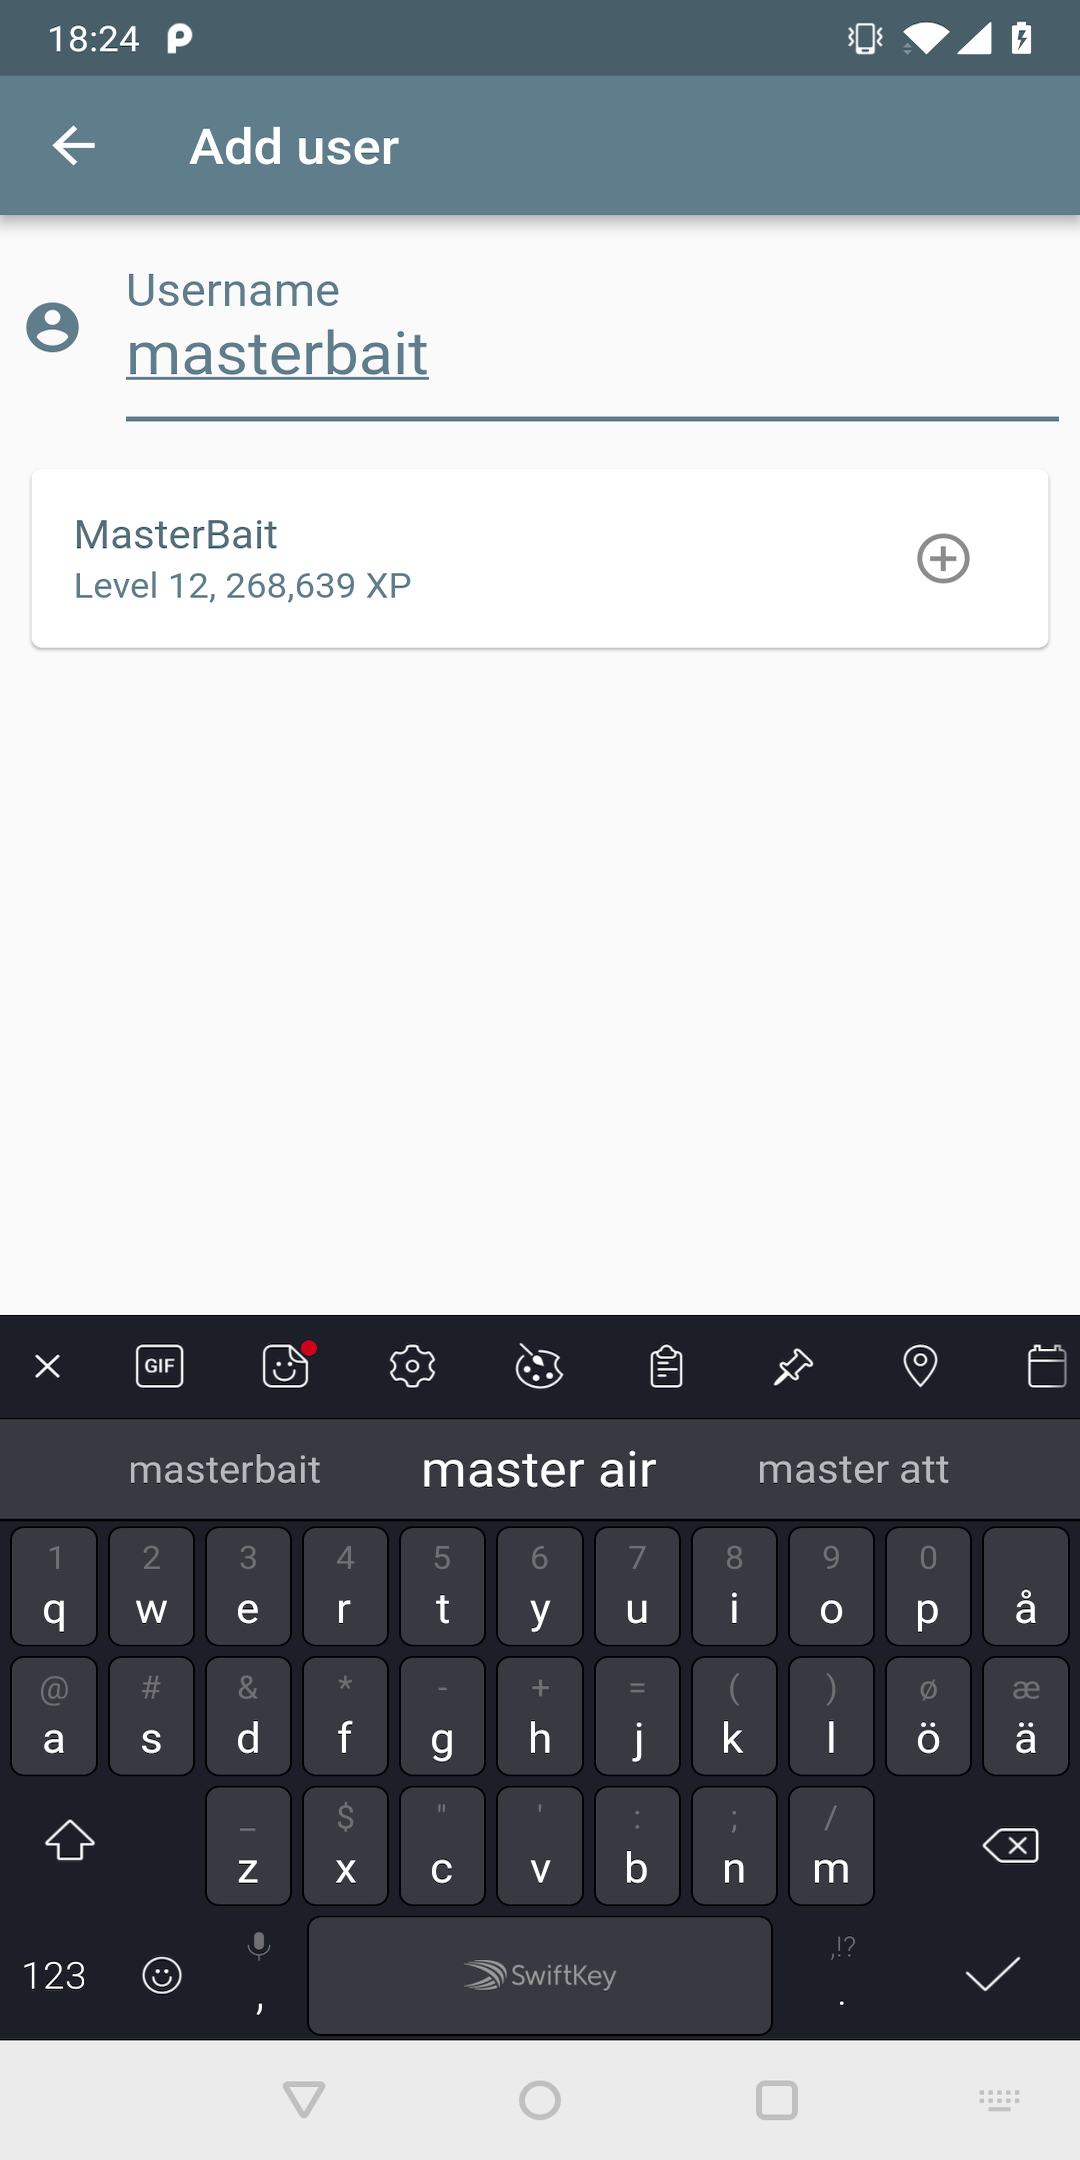 18:24
Add user
Username
masterbait
MasterBait
Level 12, 268,639 XP
GIF
masterbait master air master att
1 2 3 4 5 6 7 8 9 0
q w e r t y u i o p å
@ # & * - + = ( ) ø æ
a s d f g h j k l ö ä
_ $ " ' : ; /
z x c v b n m
,!?
123 , SwiftKey .